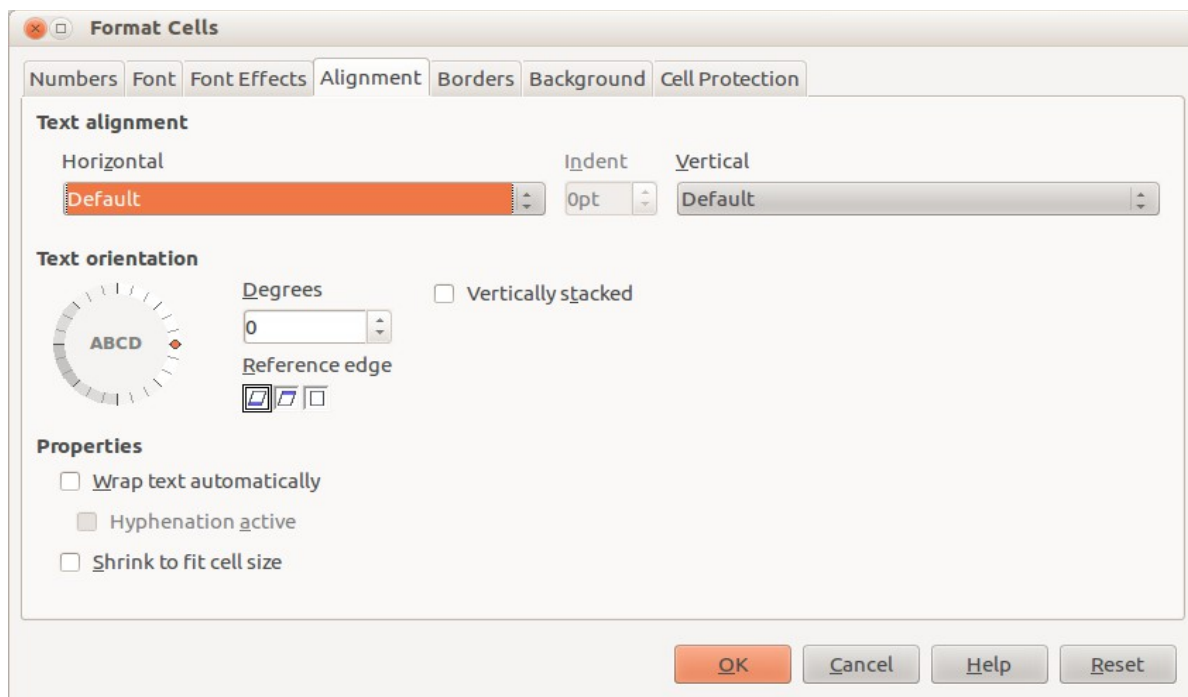 Format Cells
Numbers Font Font Effects Alignment Borders Background Cell Protection
Text alignment
Horizontal Indent Vertical
Default 0pt Default
Text orientation
Degrees Vertically stacked
ABCD 0
Reference edge
Properties
Wrap text automatically
Hyphenation active
Shrink to fit cell size
OK Cancel Help Reset